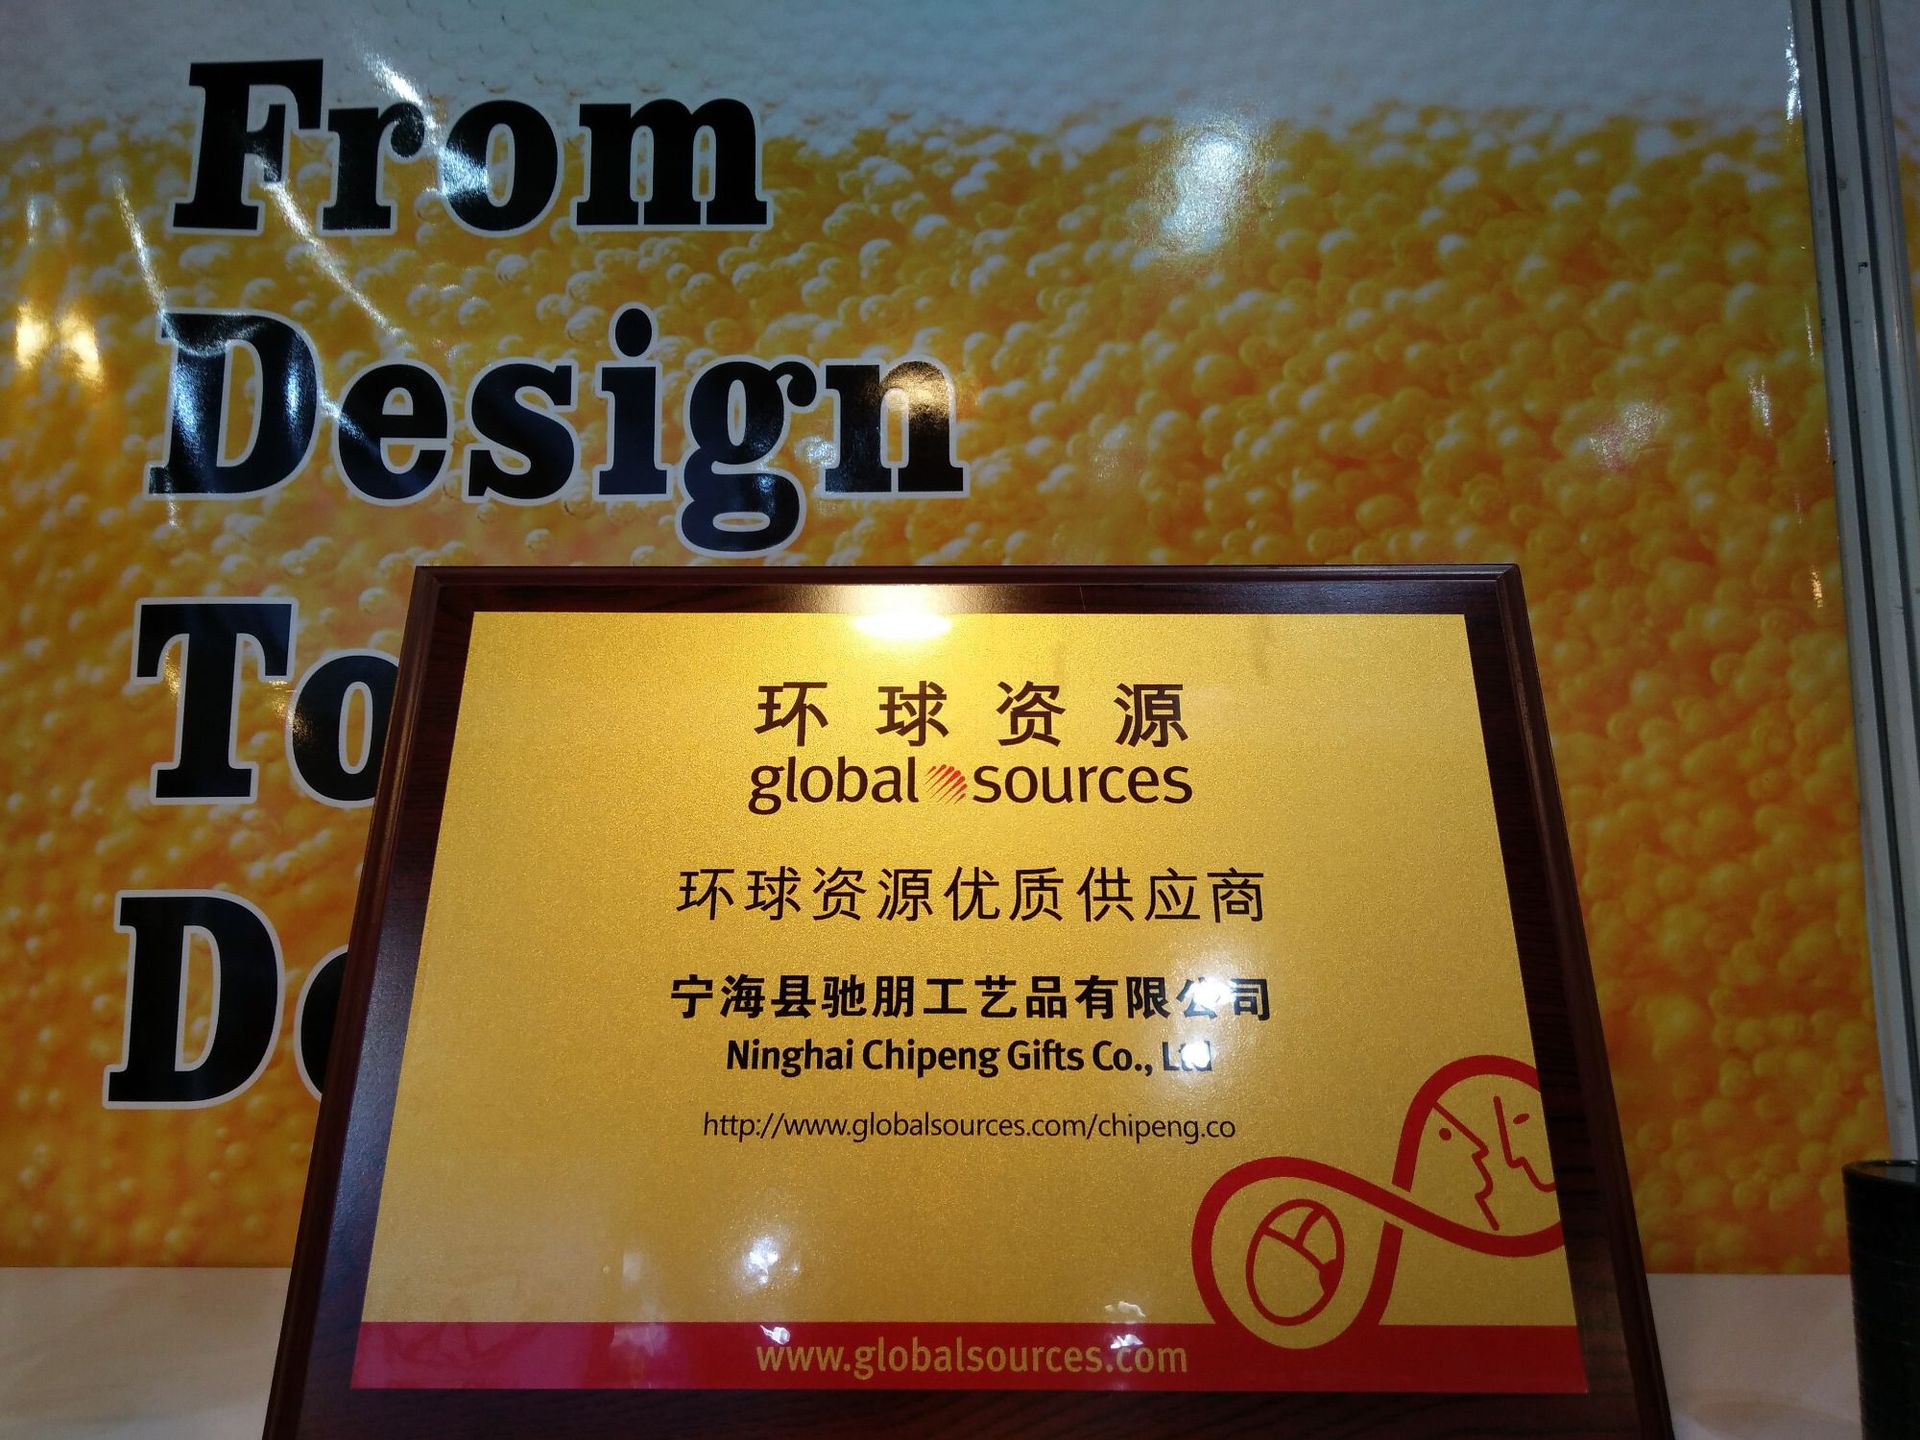 From
Design
To
环球资源
global sources
环球资源优质供应商
宁海县驰朋工艺品有限公司
Ninghai Chipeng Gifts Co., Ltd
http://www.globalsources.com/chipeng.co
www.globalsources.com